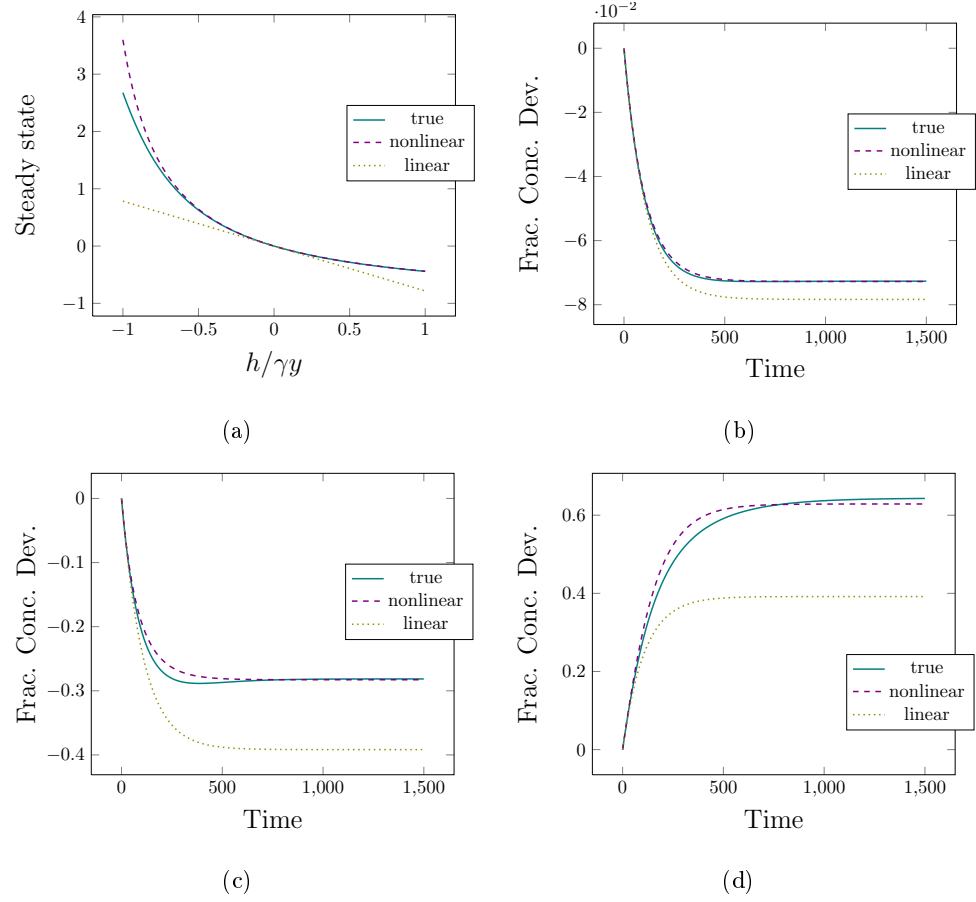 4
3
2
1
0
−1
−1
−0.5
0
0.5
1
Steady state
h/γy
true
nonlinear
linear
(a)
·10−2
0
−2
−4
−6
−8
0
500
1,000
1,500
Frac. Conc. Dev.
Time
true
nonlinear
linear
(b)
0
−0.1
−0.2
−0.3
−0.4
0
500
1,000
1,500
Frac. Conc. Dev.
Time
true
nonlinear
linear
(c)
0.6
0.4
0.2
0
0
500
1,000
1,500
Frac. Conc. Dev.
Time
true
nonlinear
linear
(d)